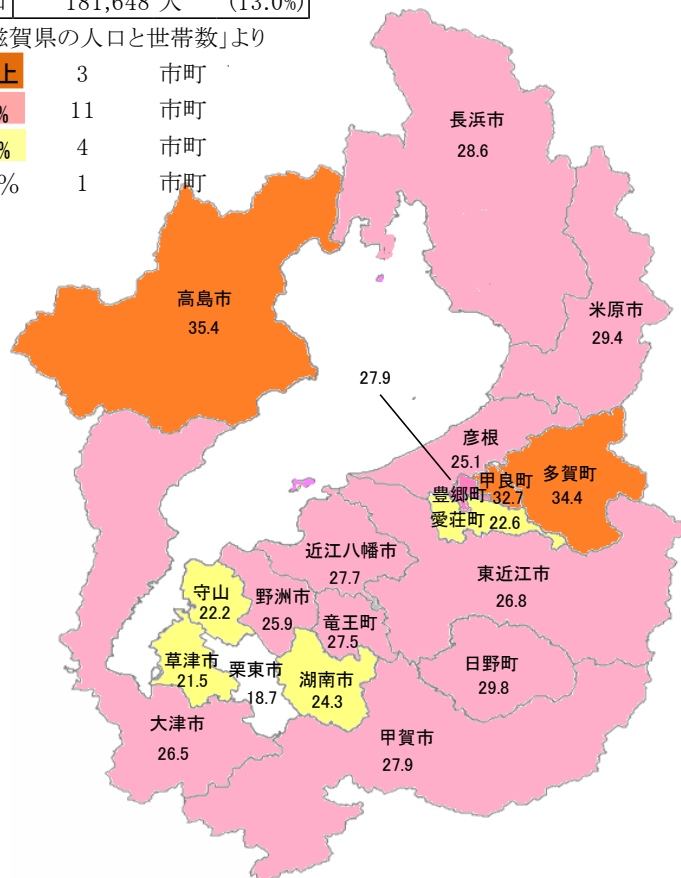 181,648 人 (13.0%)
賀県の人口と世帯数」より
上 3 市町
% 11 市町
% 4 市町
% 1 市町
長浜市
28.6
高島市
35.4
米原市
29.4
27.9
彦根
25.1
甲良町
32.7
多賀町
34.4
豊郷町
愛荘町 22.6
近江八幡市
27.7
東近江市
26.8
守山
22.2
野洲市
25.9
竜王町
27.5
草津市
21.5
栗東市
18.7
湖南市
24.3
日野町
29.8
大津市
26.5
甲賀市
27.9